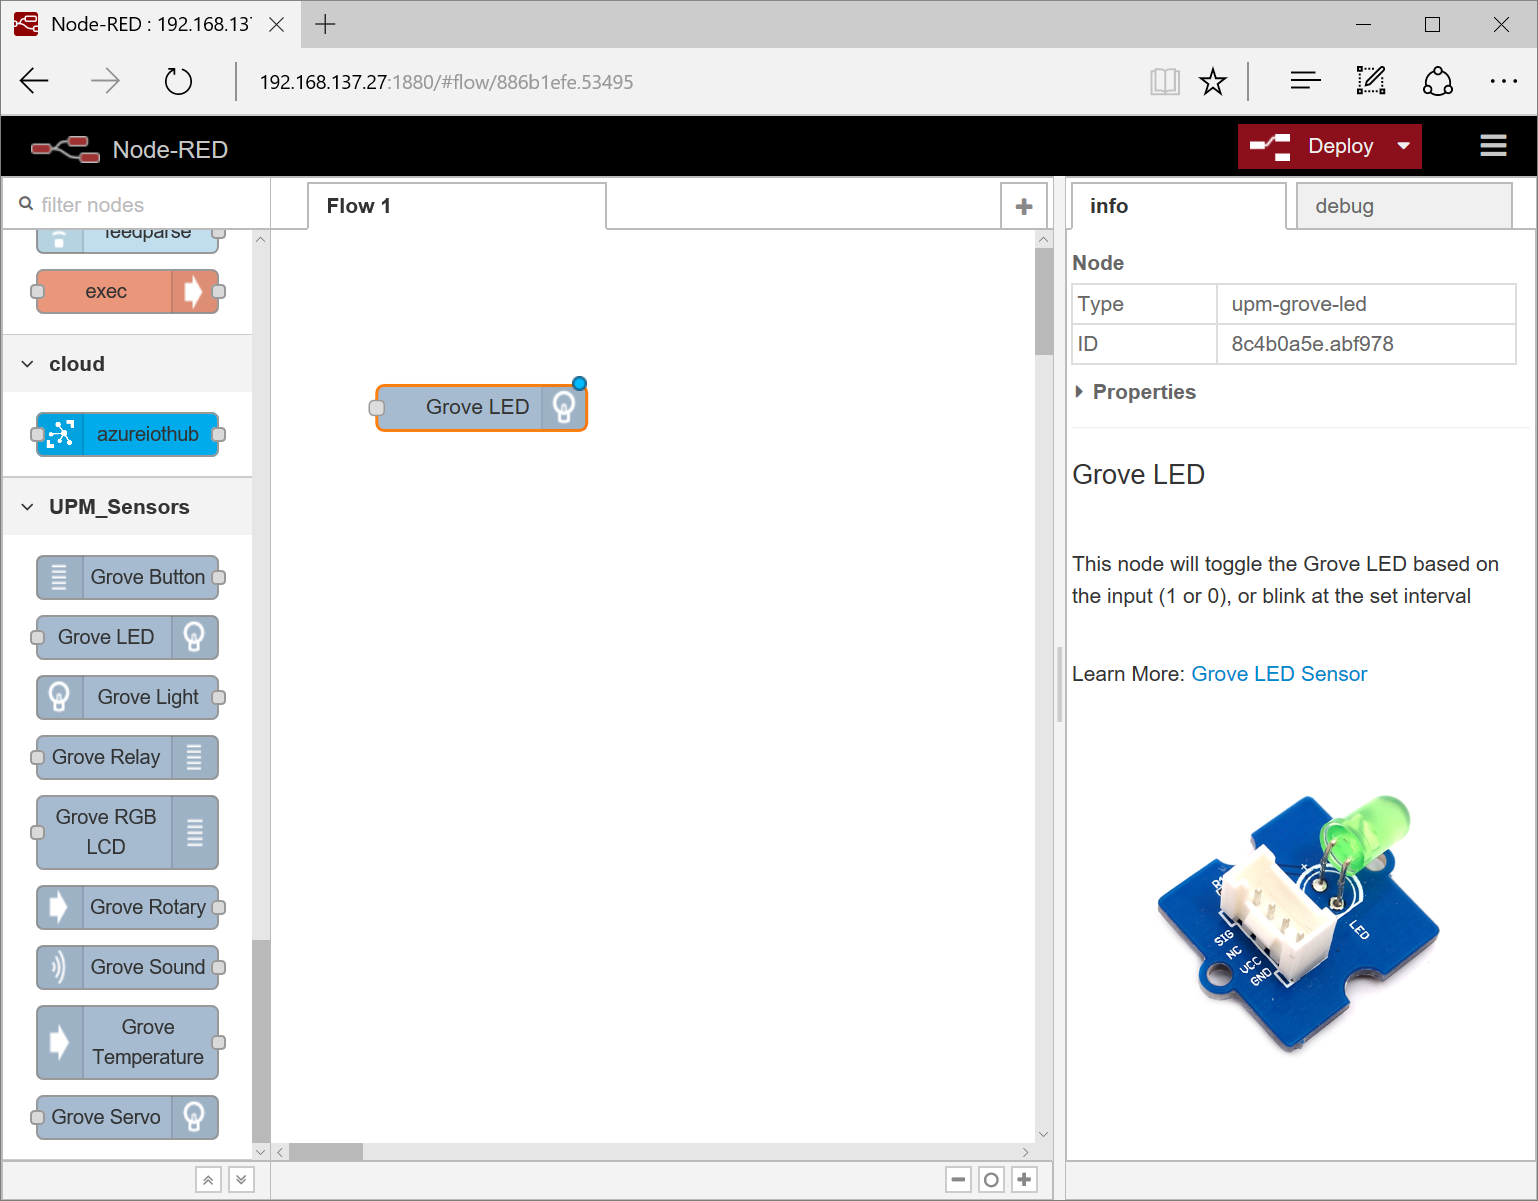 Node-RED : 192.168.13
192.168.137.27:1880/#flow/886b1efe.53495
Node-RED
Deploy
filter nodes
Flow 1
info
debug
feedparse
exec
cloud
azureiothub
UPM_Sensors
Grove Button
Grove LED
Grove Light
Grove Relay
Grove RGB
LCD
Grove Rotary
Grove Sound
Grove
Temperature
Grove Servo
Grove LED
Node
Type
upm-grove-led
ID
8c4b0a5e.abf978
Properties
Grove LED
This node will toggle the Grove LED based on
the input (1 or 0), or blink at the set interval
Learn More: Grove LED Sensor
SIG
NC
VCC
GND
LED